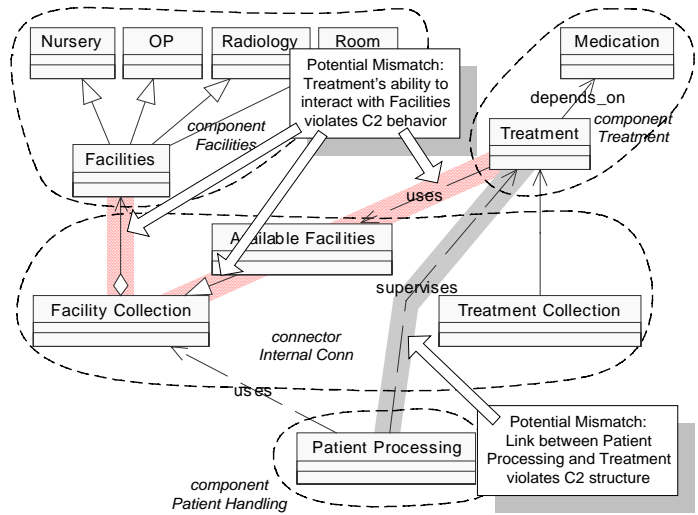 Nursery
OP
Radiology
Room
Medication
Potential Mismatch:
Treatment's ability to
interact with Facilities
violates C2 behavior
depends_on
component
Facilities
component
Treatment
Treatment
Facilities
uses
Available Facilities
supervises
Facility Collection
Treatment Collection
connector
Internal Conn
uses
Potential Mismatch:
Link between Patient
Processing and Treatment
violates C2 structure
Patient Processing
component
Patient Handling